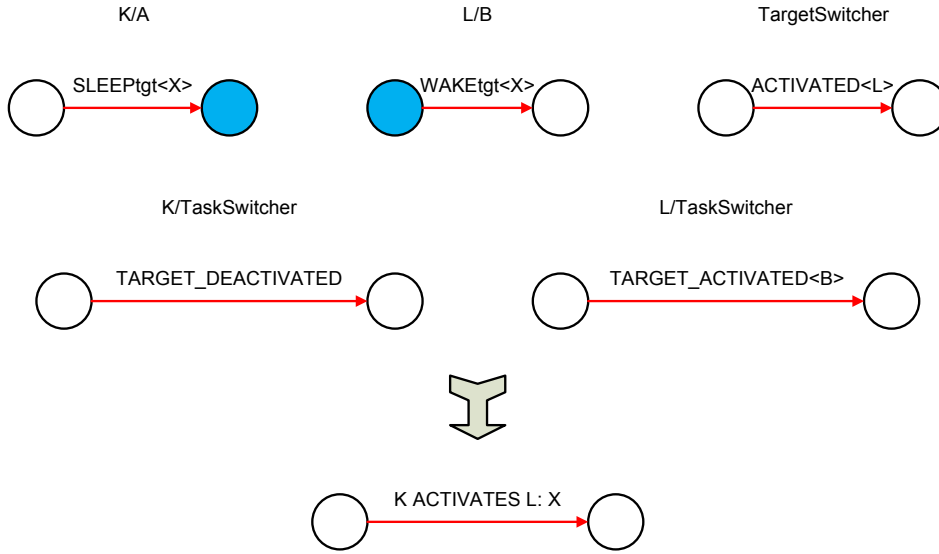 K/A
L/B
TargetSwitcher
SLEEPtgt<X>
WAKEtgt<X>
ACTIVATED<L>
K/TaskSwitcher
L/TaskSwitcher
TARGET_DEACTIVATED
TARGET_ACTIVATED<B>
K ACTIVATES L: X